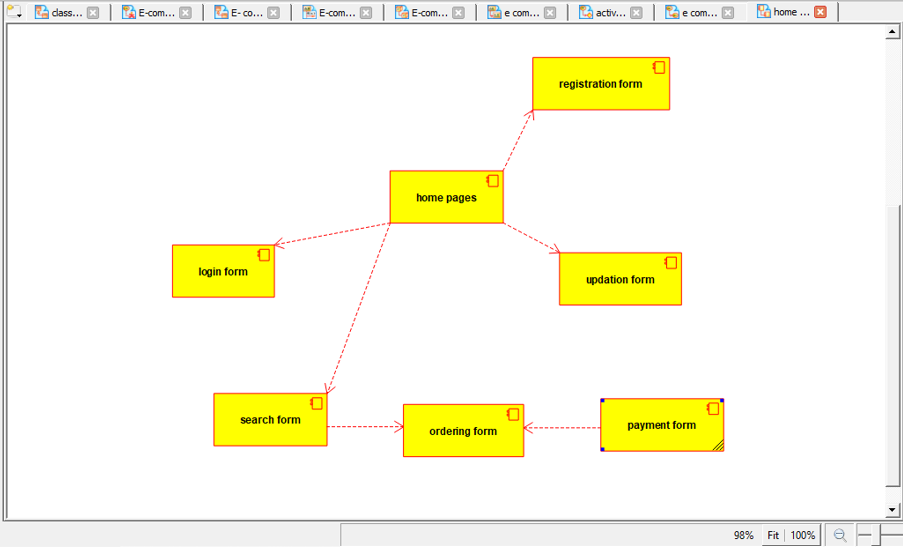 class... E-com... E- co... E-com... E-com... e com... activ... e com... home ...
registration form
home pages
login form
updation form
search form
ordering form
payment form
98% Fit 100%